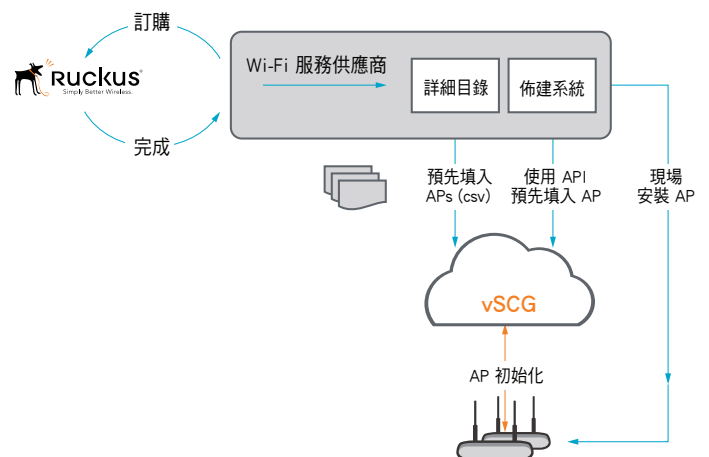 訂購
Ruckus
Simply Better Wireless.
完成
Wi-Fi 服務供應商
詳細目錄
佈建系統
預先填入
APs (csv)
使用 API
預先填入 AP
現場
安裝 AP
vSCG
AP 初始化